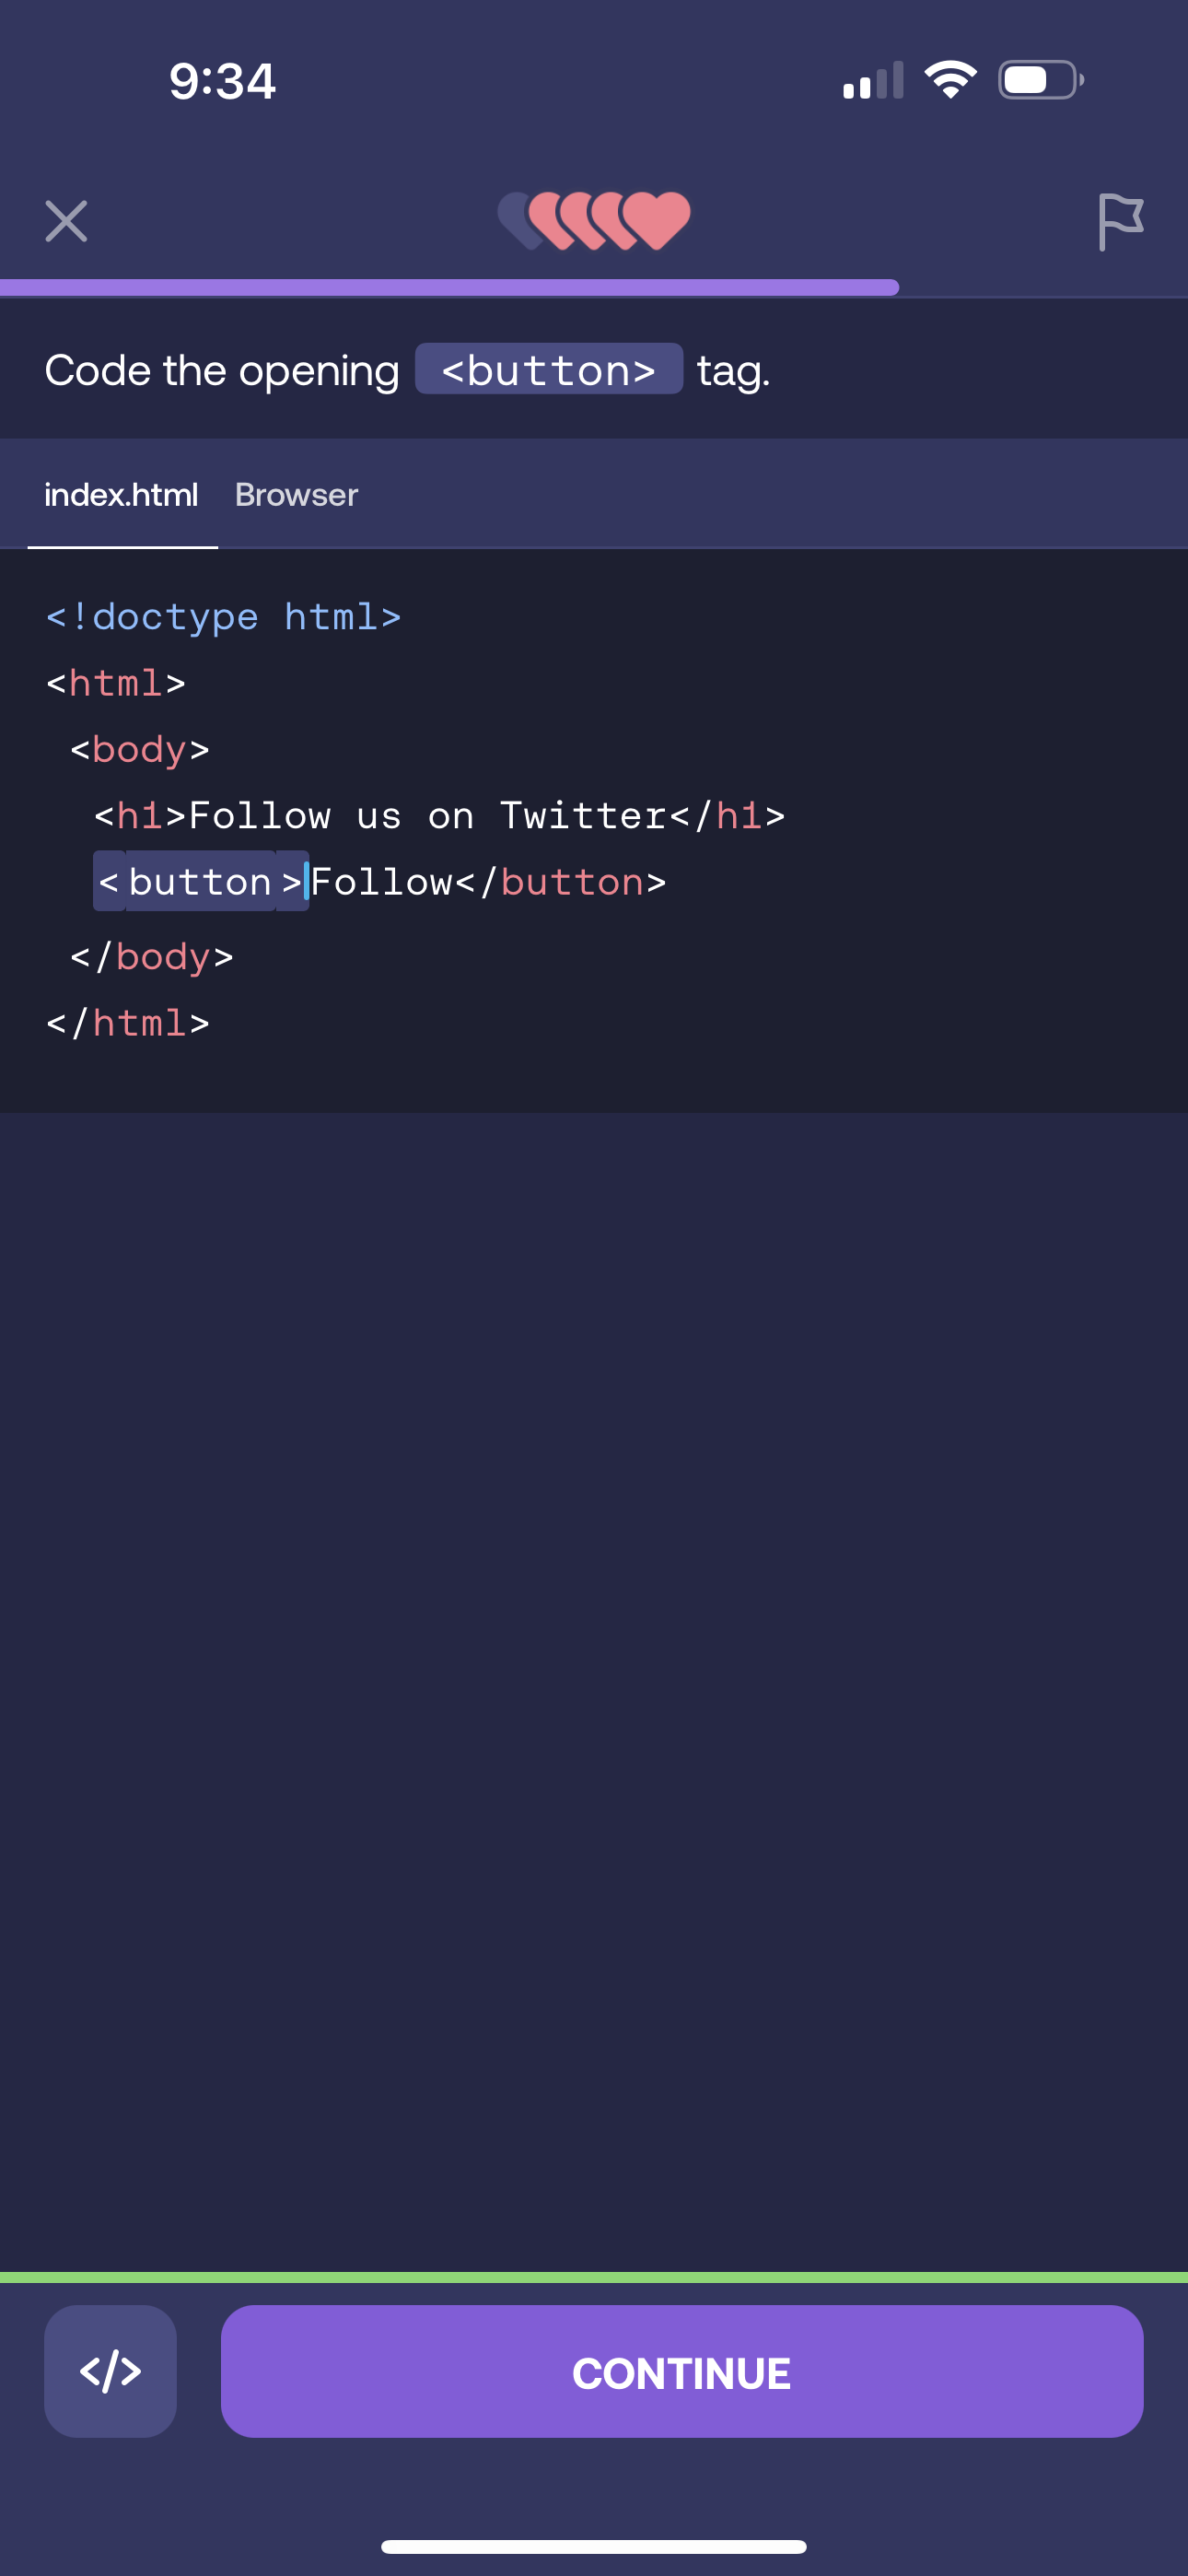 9:34
Code the opening <button> tag.
index.html Browser
<!doctype html>
<html>
<body>
<h1>Follow us on Twitter</h1>
<button>Follow</button>
</body>
</html>
</>
CONTINUE